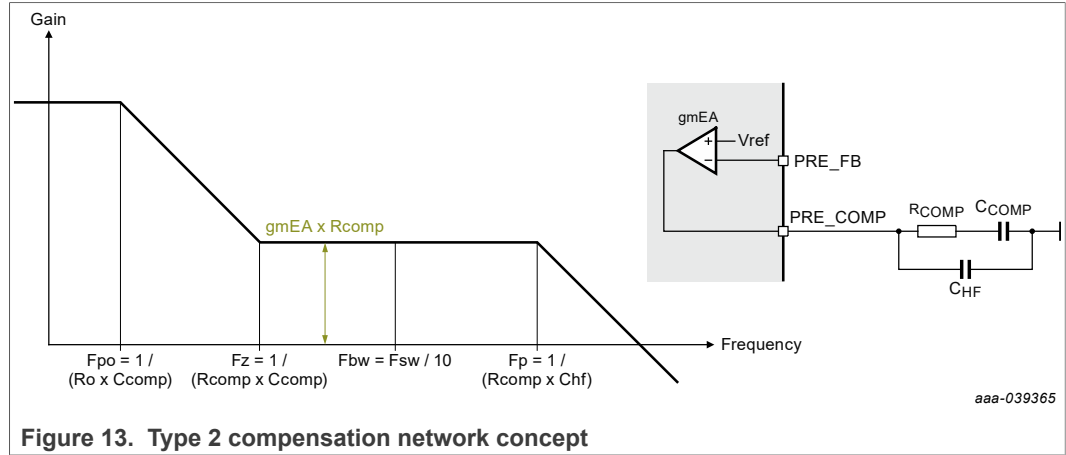 Gain
gmEA
+
Vref
−
PRE_FB
gmEA x Rcomp
PRE_COMP
RCOMP
CCOMP
CHF
Frequency
Fpo = 1 /
(Ro x Ccomp)
Fz = 1 /
(Rcomp x Ccomp)
Fbw = Fsw / 10
Fp = 1 /
(Rcomp x Chf)
aaa-039365
Figure 13. Type 2 compensation network concept